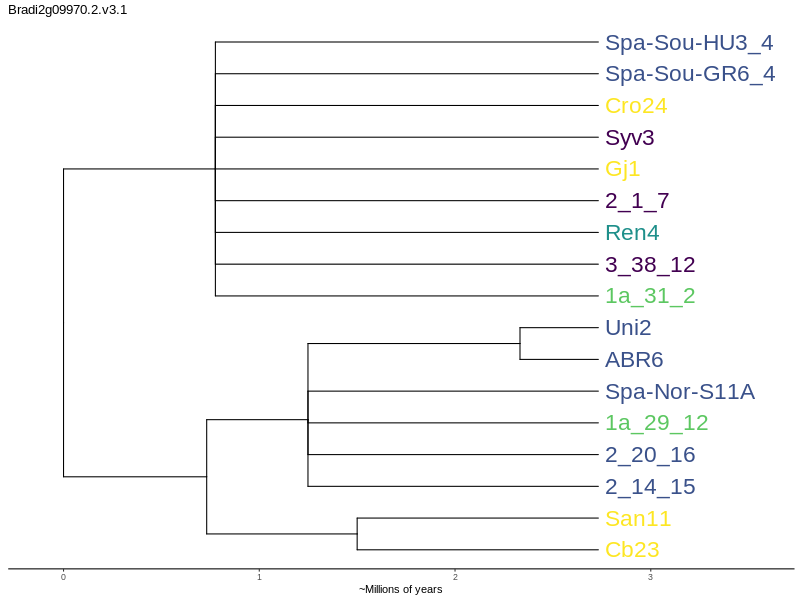 Bradi2g09970.2.v3.1
Spa-Sou-HU3_4
Spa-Sou-GR6_4
Cro24
Syv3
Gj1
2_1_7
Ren4
3_38_12
1a_31_2
Uni2
ABR6
Spa-Nor-S11A
1a_29_12
2_20_16
2_14_15
San11
Cb23
0 1 2 3
~Millions of years